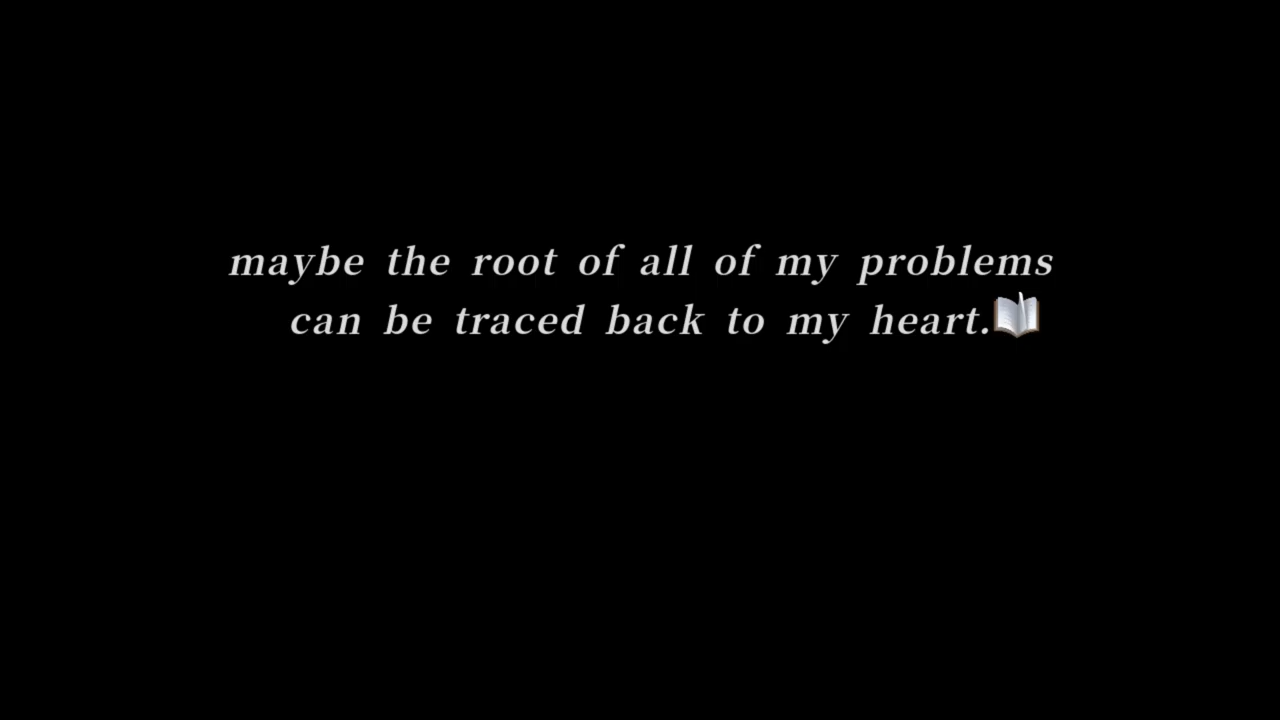 maybe the root of all of my problems
can be traced back to my heart.📖